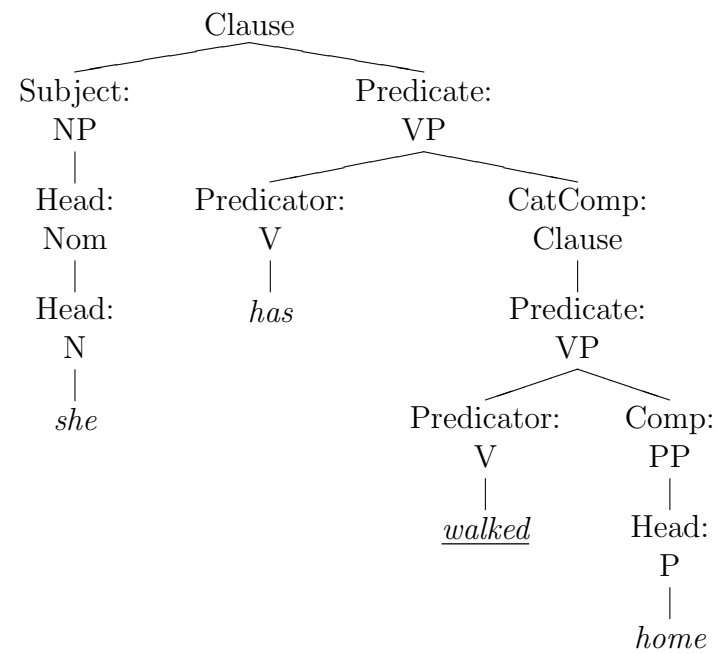 Clause
Subject: Predicate:
NP VP
Head: Predicator: CatComp:
Nom V Clause
Head: has Predicate:
N VP
she Predicator: Comp:
V PP
walked Head:
P
home